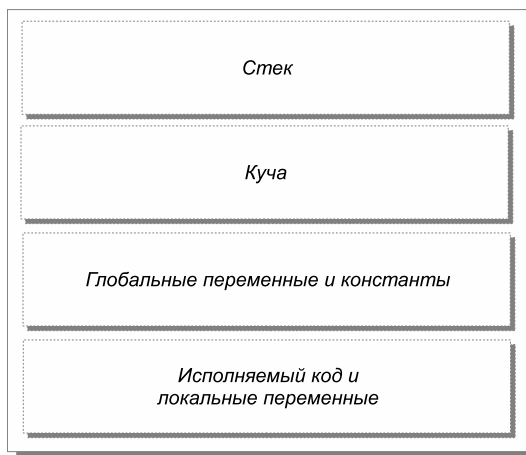 Стек
Куча
Глобальные переменные и константы
Исполняемый код и
локальные переменные